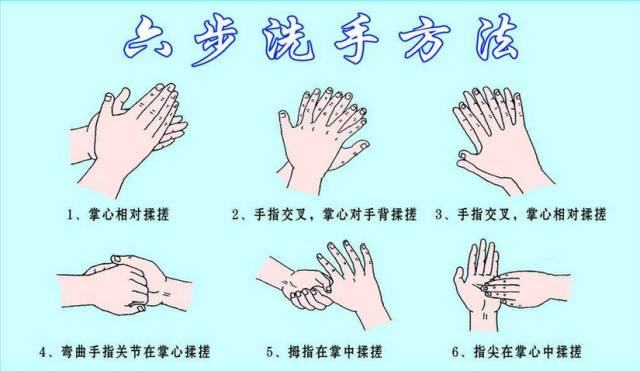 六步洗手方法
1、掌心相对揉搓
2、手指交叉，掌心对手背揉搓
3、手指交叉，掌心相对揉搓
4、弯曲手指关节在掌心揉搓
5、拇指在掌中揉搓
6、指尖在掌心中揉搓